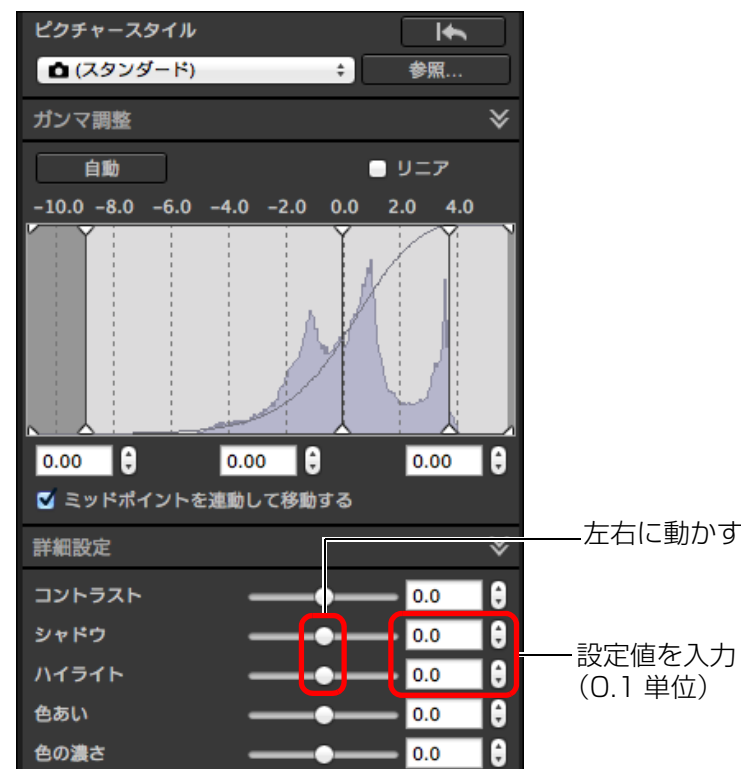 ピクチャースタイル
(スタンダード)
参照...
ガンマ調整
自動
リニア
-10.0 -8.0 -6.0 -4.0 -2.0 0.0 2.0 4.0
0.00 0.00 0.00
ミッドポイントを連動して移動する
詳細設定
左右に動かす
コントラスト 0.0
シャドウ 0.0
ハイライト 0.0
設定値を入力
（0.1 単位）
色あい 0.0
色の濃さ 0.0